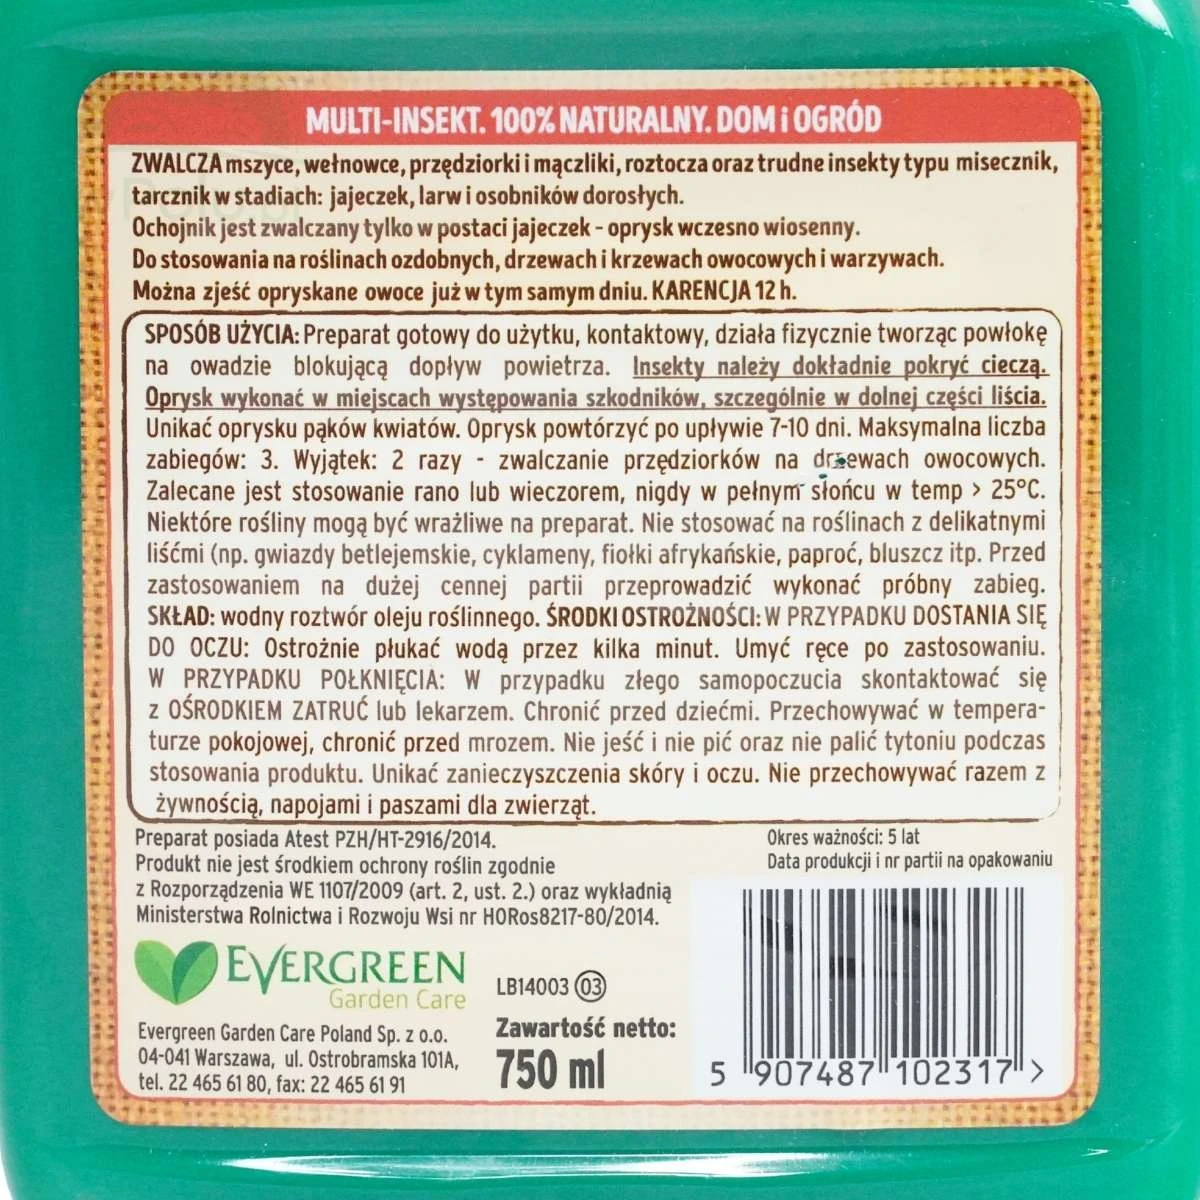 MULTI-INSEKT. 100% NATURALNY. DOM i OGRÓD
ZWALCZA mszyce, wełnowce, przędziorki i mączliki, roztocza oraz trudne insekty typu misecznik,
tarcznik w stadiach: jajeczek, larw i osobników dorosłych.
Ochojnik jest zwalczany tylko w postaci jajeczek - oprysk wczesno wiosenny.
Do stosowania na roślinach ozdobnych, drzewach i krzewach owocowych i warzywach.
Można zjeść opryskane owoce już w tym samym dniu. KARENCJA 12 h.
SPOSÓB UŻYCIA: Preparat gotowy do użytku, kontaktowy, działa fizycznie tworząc powłokę
na owadzie blokującą dopływ powietrza. Insekty należy dokładnie pokryć cieczą.
Oprysk wykonać w miejscach występowania szkodników, szczególnie w dolnej części liścia.
Unikać oprysku pąków kwiatów. Oprysk powtórzyć po upływie 7-10 dni. Maksymalna liczba
zabiegów: 3. Wyjątek: 2 razy - zwalczanie przędziorków na drzewach owocowych.
Zalecane jest stosowanie rano lub wieczorem, nigdy w pełnym słońcu w temp > 25°C.
Niektóre rośliny mogą być wrażliwe na preparat. Nie stosować na roślinach z delikatnymi
liśćmi (np. gwiazdy betlejemskie, cyklameny, fiołki afrykańskie, paproć, bluszcz itp. Przed
zastosowaniem na dużej cennej partii przeprowadzić wykonać próbny zabieg.
SKŁAD: wodny roztwór oleju roślinnego. ŚRODKI OSTROŻNOŚCI: W PRZYPADKU DOSTANIA SIĘ
DO OCZU: Ostrożnie płukać wodą przez kilka minut. Umyć ręce po zastosowaniu.
W PRZYPADKU POŁKNIĘCIA: W przypadku złego samopoczucia skontaktować się
z OŚRODKIEM ZATRUĆ lub lekarzem. Chronić przed dziećmi. Przechowywać w tempera-
turze pokojowej, chronić przed mrozem. Nie jeść i nie pić oraz nie palić tytoniu podczas
stosowania produktu. Unikać zanieczyszczenia skóry i oczu. Nie przechowywać razem z
żywnością, napojami i paszami dla zwierząt.
Preparat posiada Atest PZH/HT-2916/2014.
Produkt nie jest środkiem ochrony roślin zgodnie
z Rozporządzenia WE 1107/2009 (art. 2, ust. 2.) oraz wykładnią
Ministerstwa Rolnictwa i Rozwoju Wsi nr HORos8217-80/2014.
Okres ważności: 5 lat
Data produkcji i nr partii na opakowaniu
EVERGREEN
Garden Care
LB14003 03
Evergreen Garden Care Poland Sp. z o.o.
04-041 Warszawa, ul. Ostrobramska 101A,
tel. 22 465 61 80, fax: 22 465 61 91
Zawartość netto:
750 ml
5 907487 102317 >